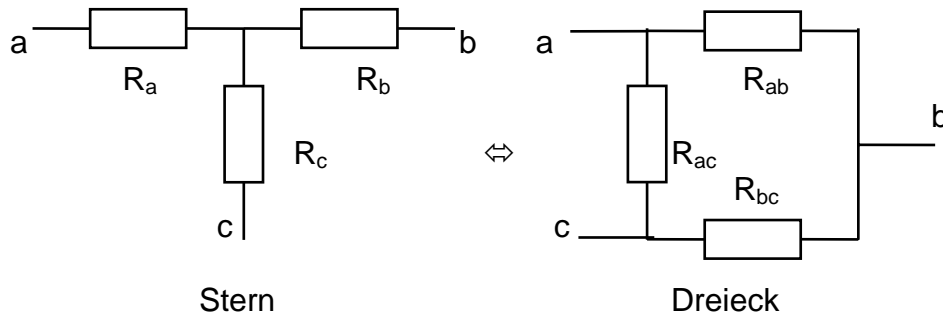 a
R_a
R_b
b
R_c
c
⇔
a
R_ab
b
R_ac
R_bc
c
Stern
Dreieck